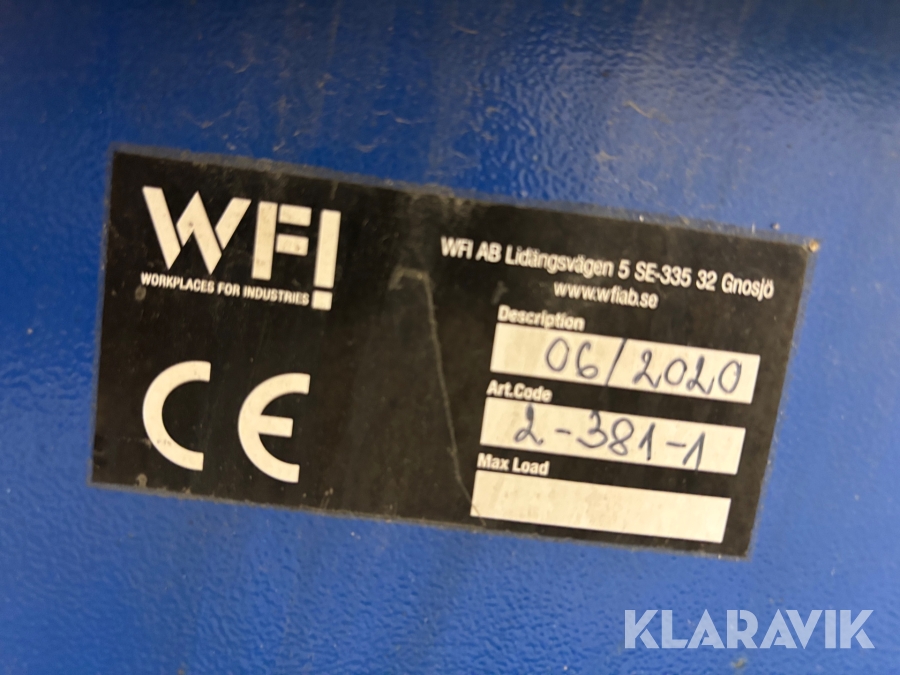 WFI
WORKPLACES FOR INDUSTRIES
CE
WFI AB Lidängsvägen 5 SE-335 32 Gnosjö
www.wfiab.se
Description
06/2020
Art.Code
2-381-1
Max Load
KLARAVIK